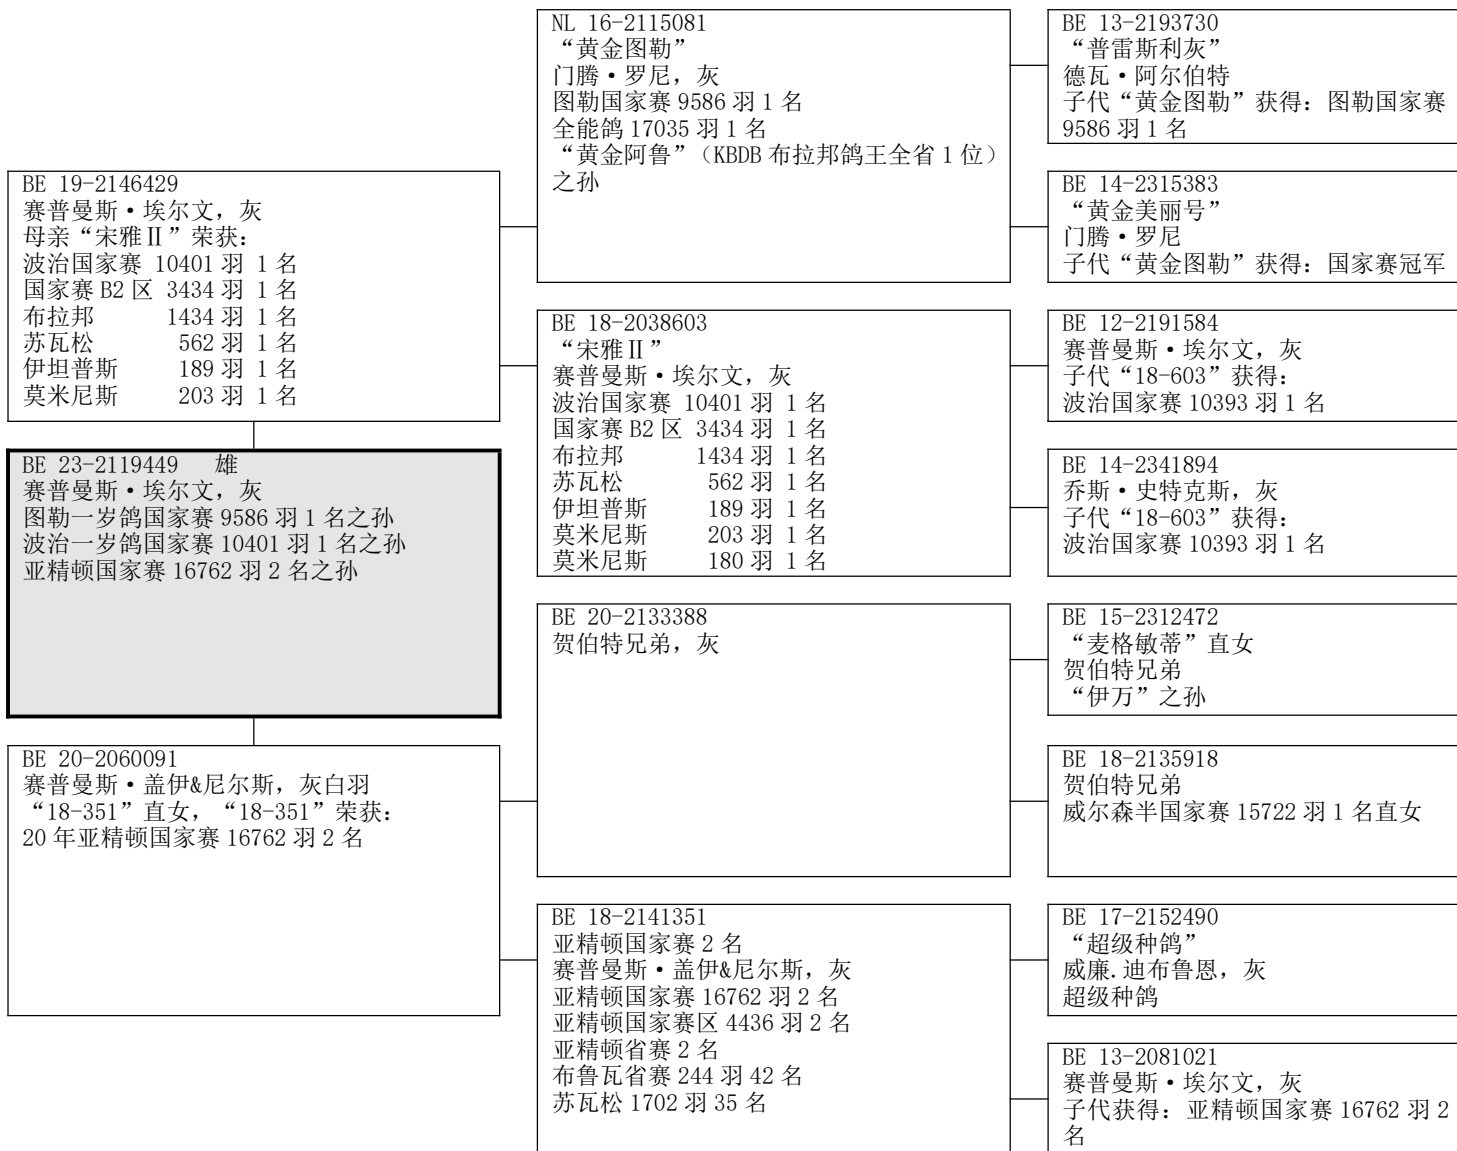 BE 19-2146429
赛普曼斯•埃尔文，灰
母亲“宋雅Ⅱ”荣获：
波治国家赛 10401 羽 1 名
国家赛 B2 区 3434 羽 1 名
布拉邦 1434 羽 1 名
苏瓦松 562 羽 1 名
伊坦普斯 189 羽 1 名
莫米尼斯 203 羽 1 名
BE 23-2119449 雄
赛普曼斯•埃尔文，灰
图勒一岁鸽国家赛 9586 羽 1 名之孙
波治一岁鸽国家赛 10401 羽 1 名之孙
亚精顿国家赛 16762 羽 2 名之孙
BE 20-2060091
赛普曼斯•盖伊&尼尔斯，灰白羽
“18-351”直女，“18-351”荣获：
20 年亚精顿国家赛 16762 羽 2 名
NL 16-2115081
“黄金图勒”
门腾•罗尼，灰
图勒国家赛 9586 羽 1 名
全能鸽 17035 羽 1 名
“黄金阿鲁”（KBDB 布拉邦鸽王全省 1 位）
之孙
BE 18-2038603
“宋雅Ⅱ”
赛普曼斯•埃尔文，灰
波治国家赛 10401 羽 1 名
国家赛 B2 区 3434 羽 1 名
布拉邦 1434 羽 1 名
苏瓦松 562 羽 1 名
伊坦普斯 189 羽 1 名
莫米尼斯 203 羽 1 名
莫米尼斯 180 羽 1 名
BE 20-2133388
贺伯特兄弟，灰
BE 18-2141351
亚精顿国家赛 2 名
赛普曼斯•盖伊&尼尔斯，灰
亚精顿国家赛 16762 羽 2 名
亚精顿国家赛区 4436 羽 2 名
亚精顿省赛 2 名
布鲁瓦省赛 244 羽 42 名
苏瓦松 1702 羽 35 名
BE 13-2193730
“普雷斯利灰”
德瓦•阿尔伯特
子代“黄金图勒”获得：图勒国家赛
9586 羽 1 名
BE 14-2315383
“黄金美丽号”
门腾•罗尼
子代“黄金图勒”获得：国家赛冠军
BE 12-2191584
赛普曼斯•埃尔文，灰
子代“18-603”获得：
波治国家赛 10393 羽 1 名
BE 14-2341894
乔斯•史特克斯，灰
子代“18-603”获得：
波治国家赛 10393 羽 1 名
BE 15-2312472
“麦格敏蒂”直女
贺伯特兄弟
“伊万”之孙
BE 18-2135918
贺伯特兄弟
威尔森半国家赛 15722 羽 1 名直女
BE 17-2152490
“超级种鸽”
威廉.迪布鲁恩，灰
超级种鸽
BE 13-2081021
赛普曼斯•埃尔文，灰
子代获得：亚精顿国家赛 16762 羽 2
名